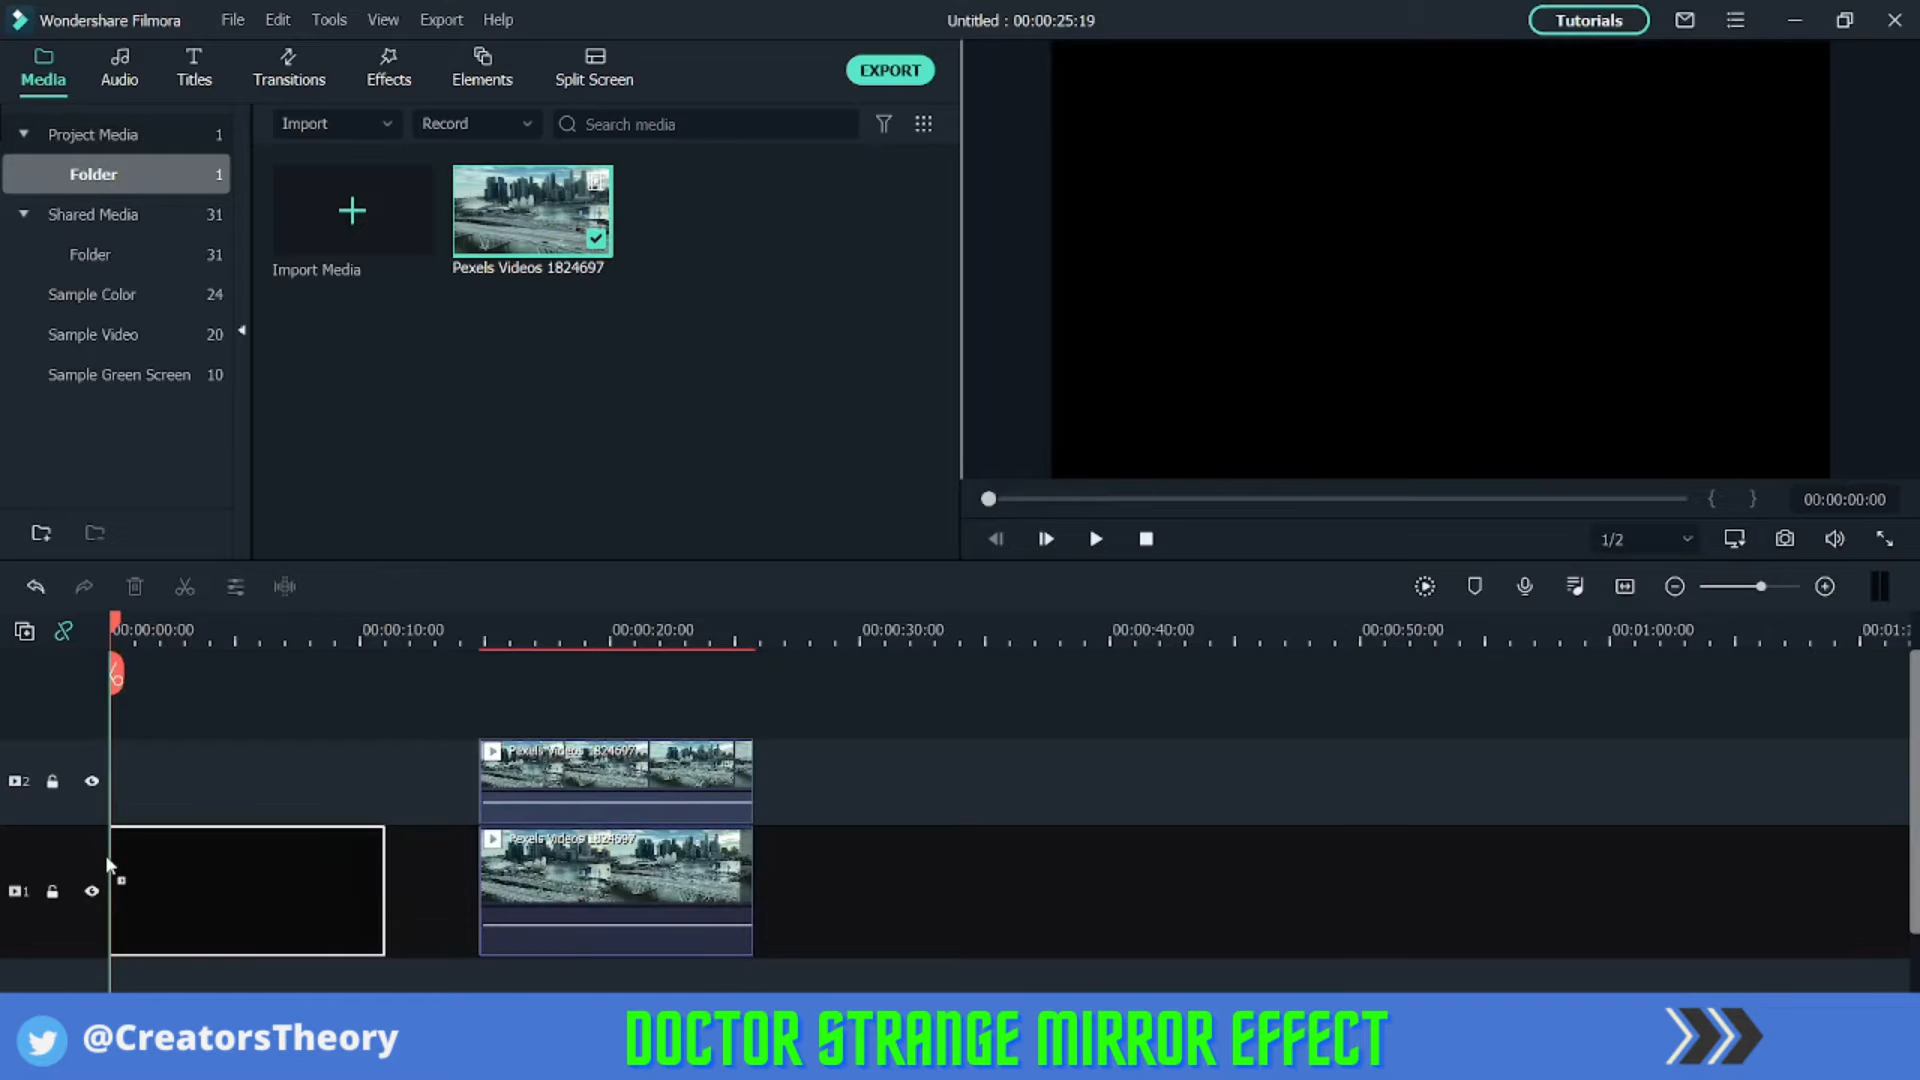 Wondershare Filmora File Edit Tools View Export Help Untitled : 00:00:25:19 Tutorials
Media Audio Titles Transitions Effects Elements Split Screen EXPORT
Project Media 1 Import Record Search media
Folder 1
Shared Media 31
Folder 31
Sample Color 24
Sample Video 20
Sample Green Screen 10
Import Media Pexels Videos 1824697
00:00:00:00
1/2
00:00:00:00 00:00:10:00 00:00:20:00 00:00:30:00 00:00:40:00 00:00:50:00 00:01:00:00 00:01:1
2 Pexels Videos 1824697
Pexels Videos 1824697
1
@CreatorsTheory DOCTOR STRANGE MIRROR EFFECT